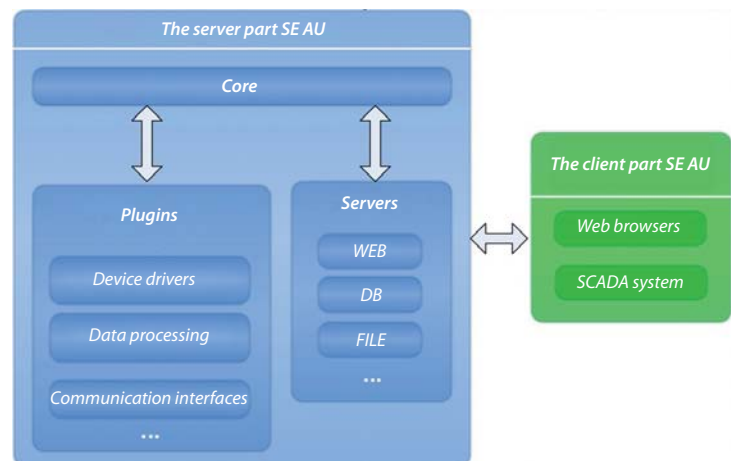 The server part SE AU
Core
Plugins
Device drivers
Data processing
Communication interfaces
...
Servers
WEB
DB
FILE
...
The client part SE AU
Web browsers
SCADA system